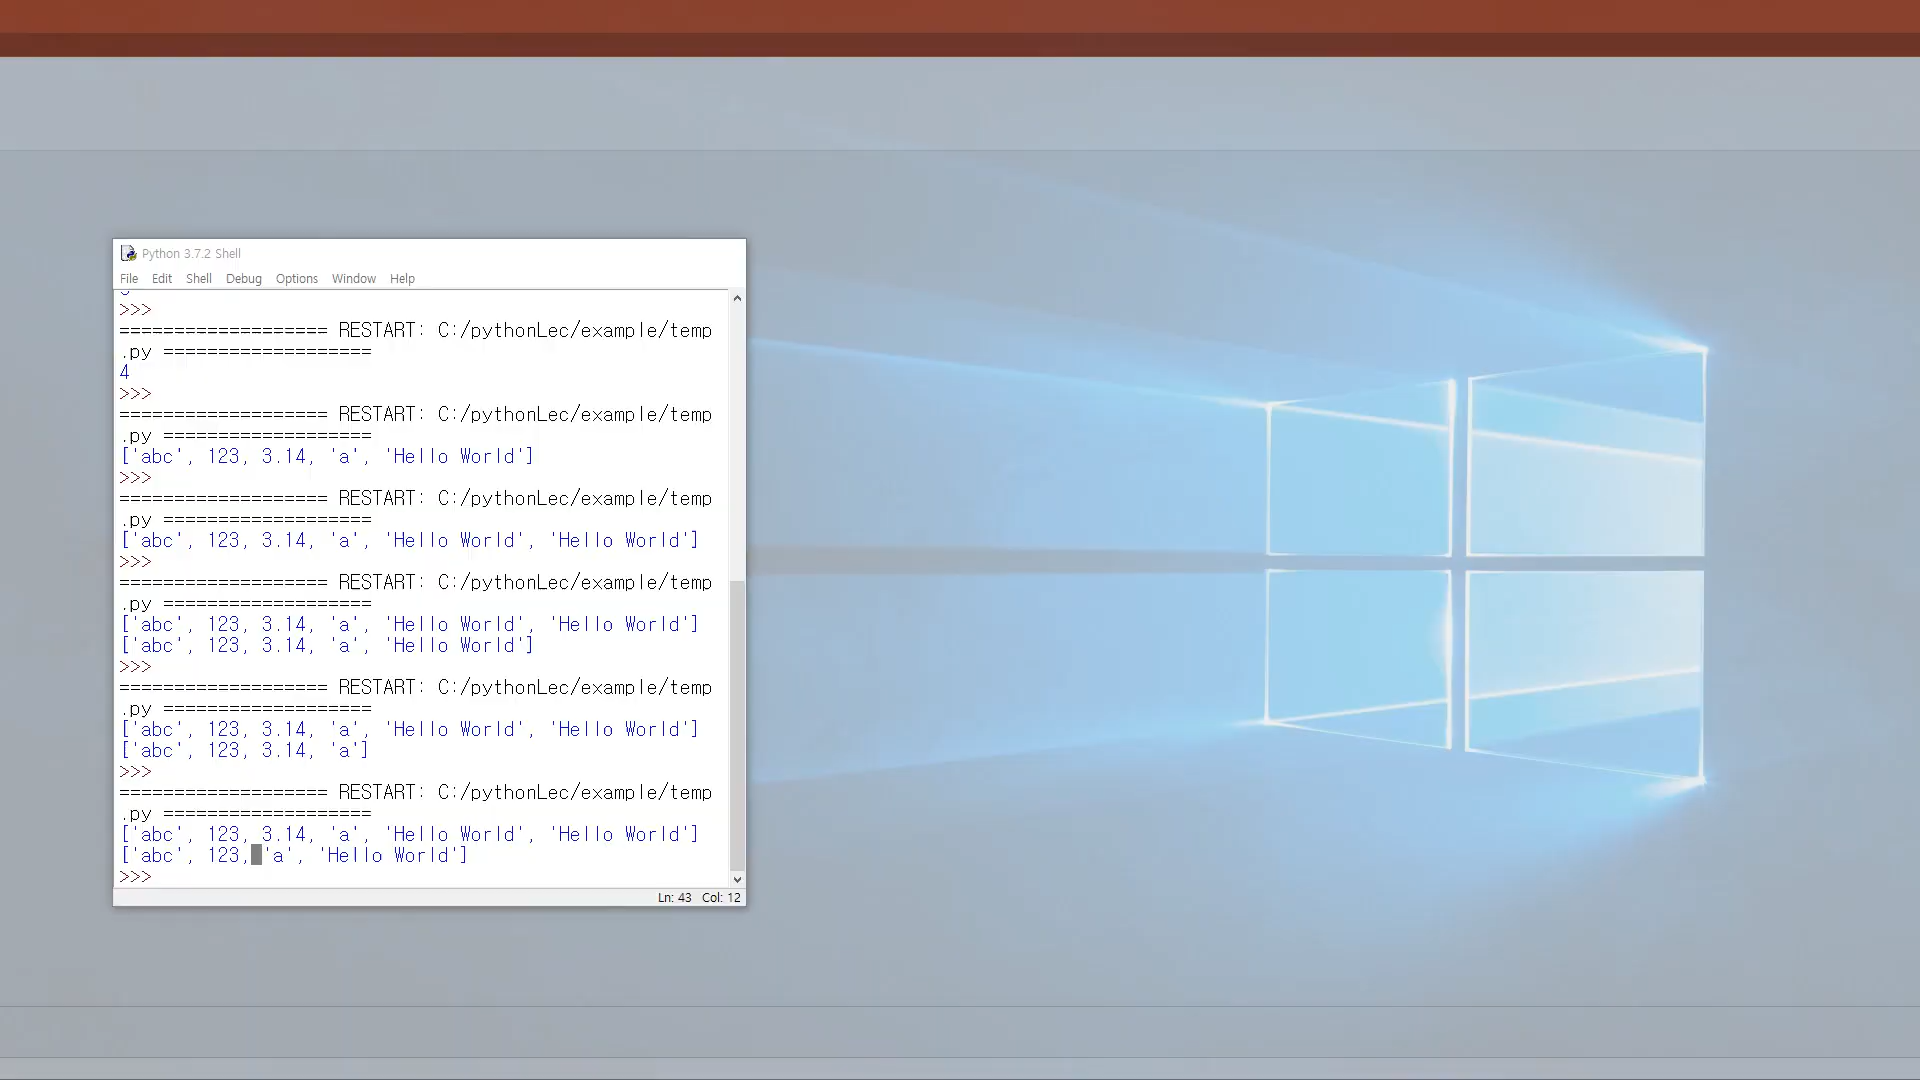 Python 3.7.2 Shell
File Edit Shell Debug Options Window Help
>>>
=================== RESTART: C:/pythonLec/example/temp
.py ===================
4
>>>
=================== RESTART: C:/pythonLec/example/temp
.py ===================
['abc', 123, 3.14, 'a', 'Hello World']
>>>
=================== RESTART: C:/pythonLec/example/temp
.py ===================
['abc', 123, 3.14, 'a', 'Hello World', 'Hello World']
>>>
=================== RESTART: C:/pythonLec/example/temp
.py ===================
['abc', 123, 3.14, 'a', 'Hello World', 'Hello World']
['abc', 123, 3.14, 'a', 'Hello World']
>>>
=================== RESTART: C:/pythonLec/example/temp
.py ===================
['abc', 123, 3.14, 'a', 'Hello World', 'Hello World']
['abc', 123, 3.14, 'a']
>>>
=================== RESTART: C:/pythonLec/example/temp
.py ===================
['abc', 123, 3.14, 'a', 'Hello World', 'Hello World']
['abc', 123, 'a', 'Hello World']
>>>
Ln: 43 Col: 12